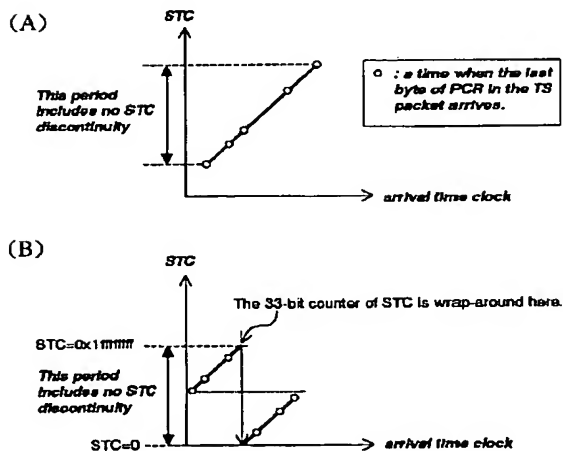 (A)
STC
This period
Includes no STC
discontinuity
o : a time when the last
byte of PCR in the TS
packet arrives.
arrival time clock
(B)
STC
The 33-bit counter of STC is wrap-around here.
STC=0x1ffffffff
This period
Includes no STC
discontinuity
STC=0
arrival time clock